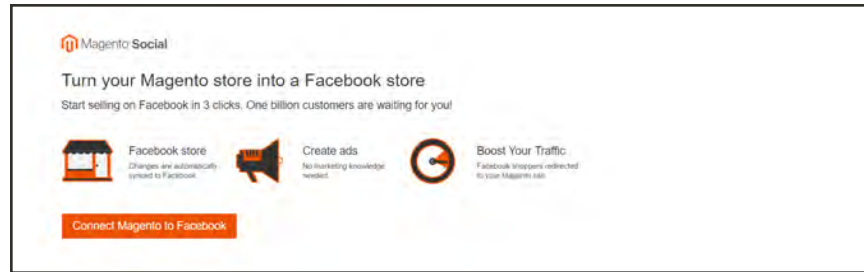 Magento Social
Turn your Magento store into a Facebook store
Start selling on Facebook in 3 clicks. One billion customers are waiting for you!
Facebook store
Changes are automatically
synced to Facebook
Create ads
No marketing knowledge
needed.
Boost Your Traffic
Facebook shoppers redirected
to your Magento site
Connect Magento to Facebook